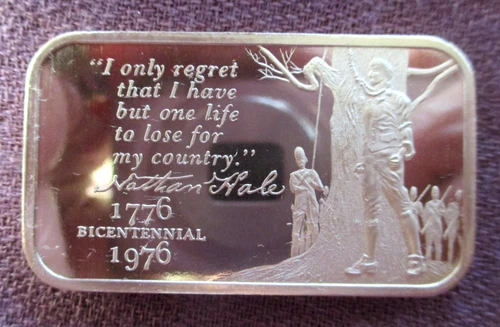 "I only regret
that I have
but one life
to lose for
my country."
Nathan Hale
1776
BICENTENNIAL
1976